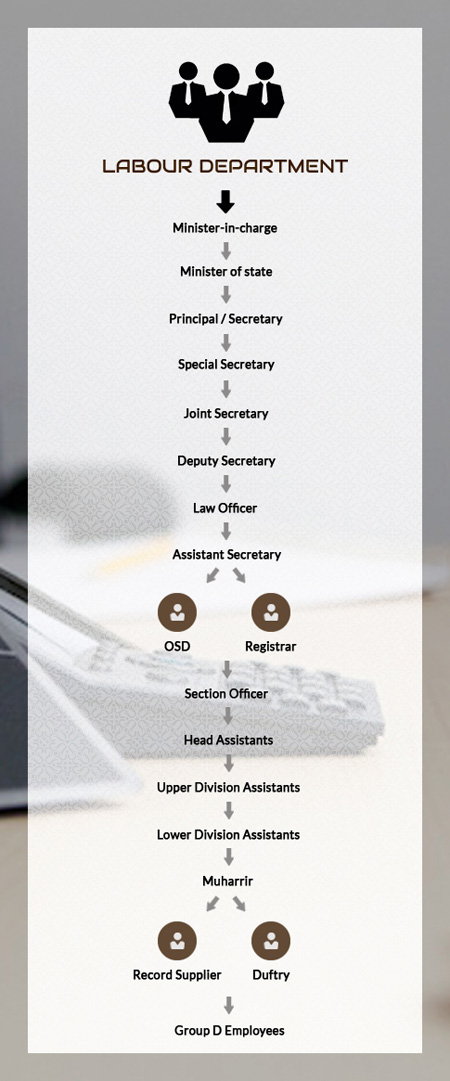 LABOUR DEPARTMENT
Minister-in-charge
Minister of state
Principal / Secretary
Special Secretary
Joint Secretary
Deputy Secretary
Law Officer
Assistant Secretary
OSD Registrar
Section Officer
Head Assistants
Upper Division Assistants
Lower Division Assistants
Muharrir
Record Supplier Duftry
Group D Employees